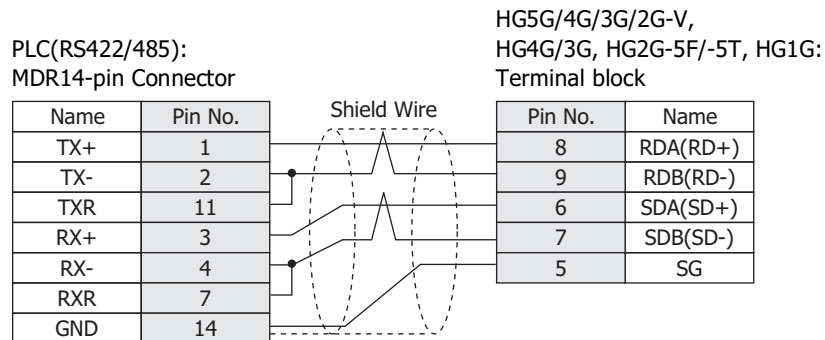 HG5G/4G/3G/2G-V,
PLC(RS422/485): HG4G/3G, HG2G-5F/-5T, HG1G:
MDR14-pin Connector Terminal block
Name Pin No. Shield Wire Pin No. Name
TX+ 1 8 RDA(RD+)
TX- 2 9 RDB(RD-)
TXR 11 6 SDA(SD+)
RX+ 3 7 SDB(SD-)
RX- 4 5 SG
RXR 7
GND 14